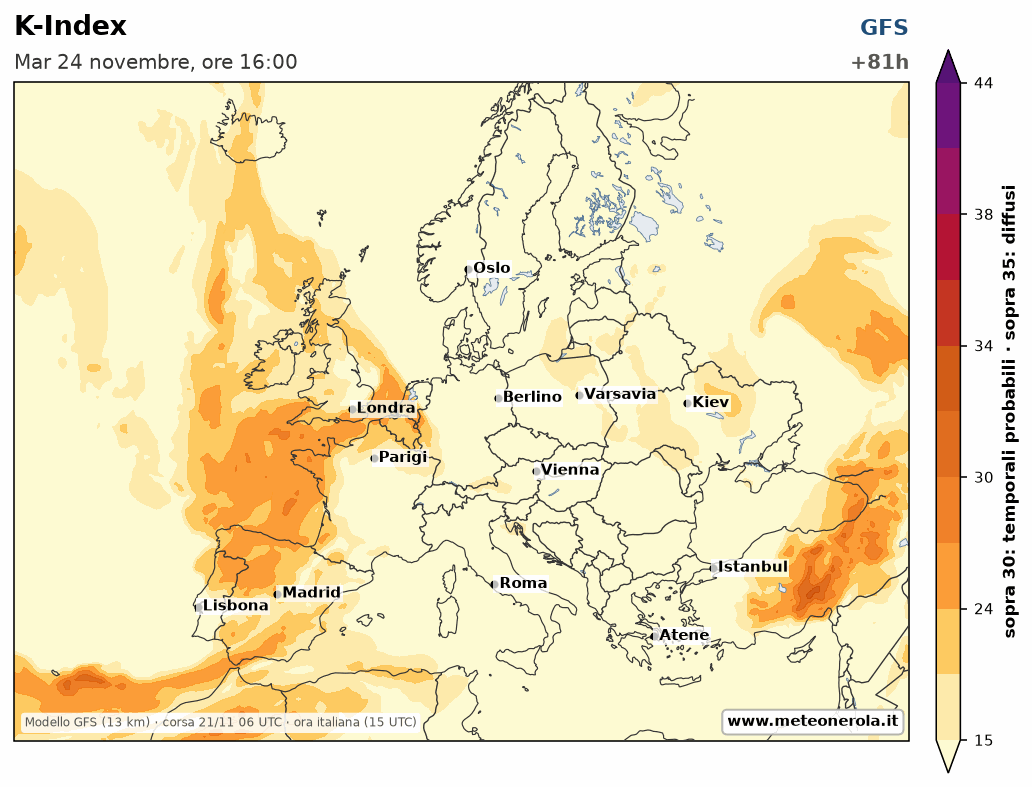 K-Index
GFS
Mar 24 novembre, ore 16:00
+81h
Oslo
Londra
Berlino
Varsavia
Kiev
Parigi
Vienna
Istanbul
Roma
Madrid
Lisbona
Atene
Modello GFS (13 km) · corsa 21/11 06 UTC · ora italiana (15 UTC)
www.meteonerola.it
44
38
34
30
24
15
sopra 30: temporali probabili · sopra 35: diffusi